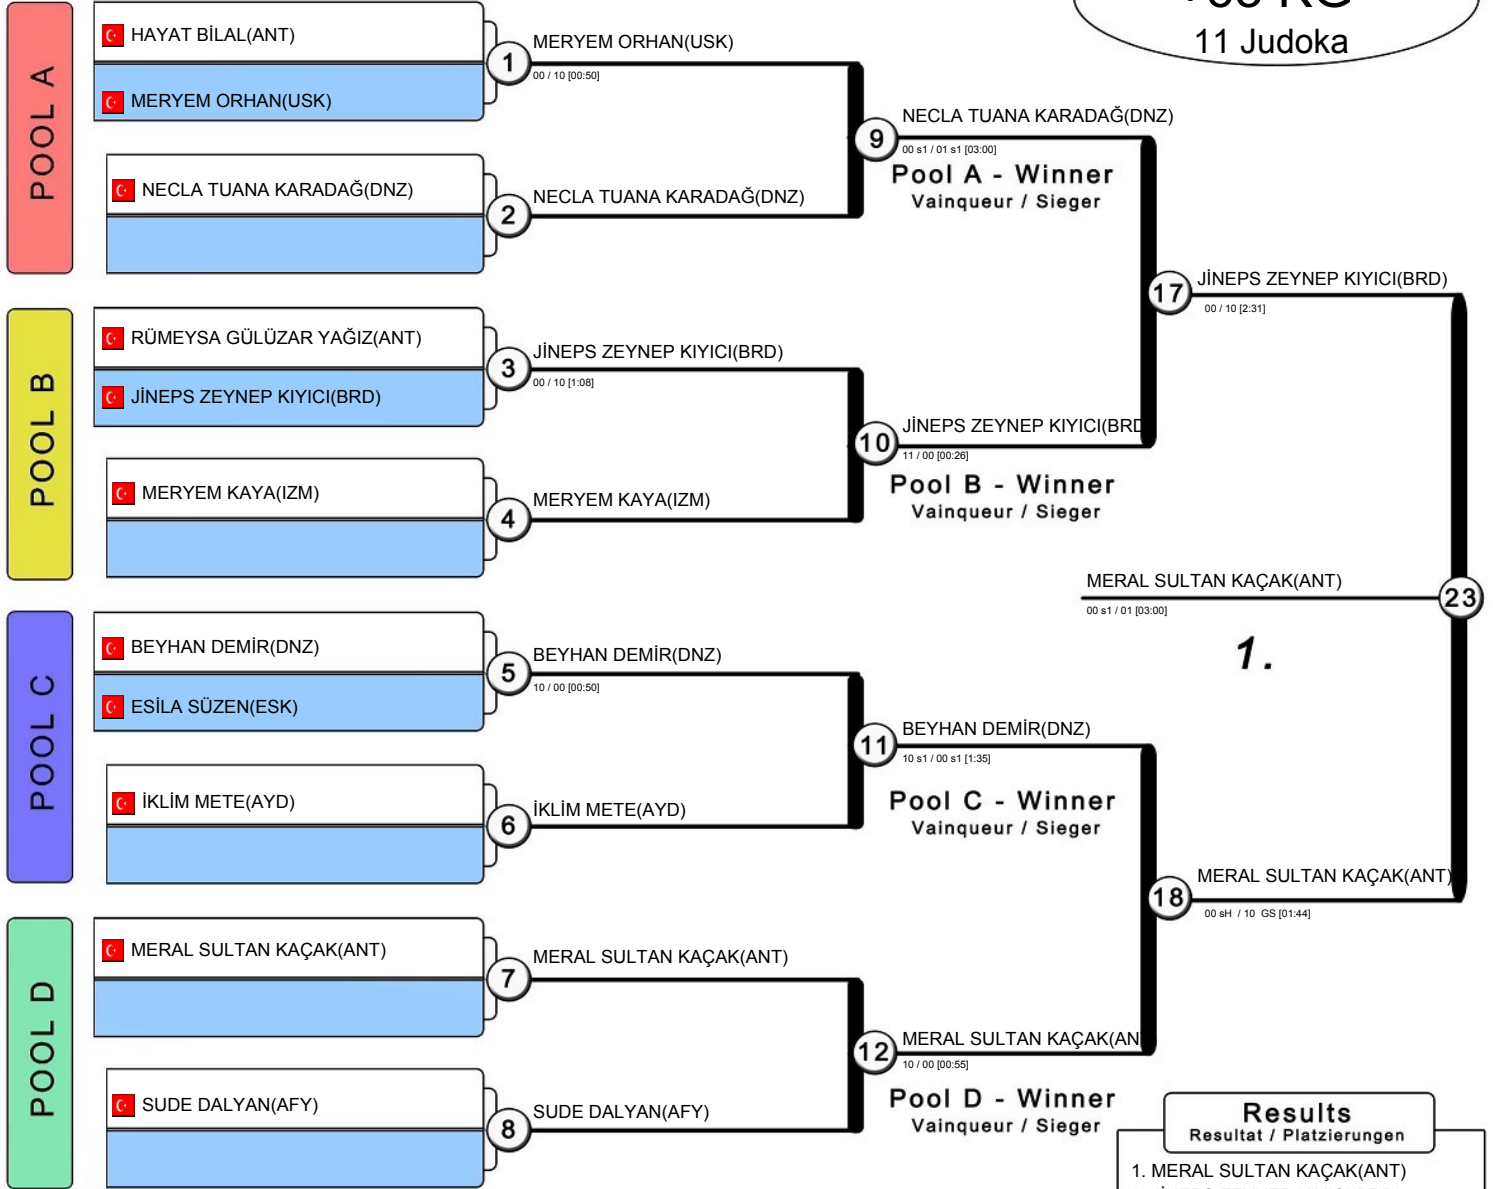 11 Judoka
POOL A
HAYAT BİLAL(ANT)
MERYEM ORHAN(USK)
1
MERYEM ORHAN(USK)
00 / 10 [00:50]
NECLA TUANA KARADAĞ(DNZ)
2
NECLA TUANA KARADAĞ(DNZ)
9
NECLA TUANA KARADAĞ(DNZ)
00 s1 / 01 s1 [03:00]
Pool A - Winner
Vainqueur / Sieger
POOL B
RÜMEYSA GÜLÜZAR YAĞIZ(ANT)
JİNEPS ZEYNEP KIYICI(BRD)
3
JİNEPS ZEYNEP KIYICI(BRD)
00 / 10 [1:08]
MERYEM KAYA(IZM)
4
MERYEM KAYA(IZM)
10
JİNEPS ZEYNEP KIYICI(BRD
11 / 00 [00:26]
Pool B - Winner
Vainqueur / Sieger
17
JİNEPS ZEYNEP KIYICI(BRD)
00 / 10 [2:31]
MERAL SULTAN KAÇAK(ANT)
00 s1 / 01 [03:00]
23
1.
POOL C
BEYHAN DEMİR(DNZ)
ESİLA SÜZEN(ESK)
5
BEYHAN DEMİR(DNZ)
10 / 00 [00:50]
İKLİM METE(AYD)
6
İKLİM METE(AYD)
11
BEYHAN DEMİR(DNZ)
10 s1 / 00 s1 [1:35]
Pool C - Winner
Vainqueur / Sieger
18
MERAL SULTAN KAÇAK(ANT)
00 sH / 10 GS [01:44]
POOL D
MERAL SULTAN KAÇAK(ANT)
7
MERAL SULTAN KAÇAK(ANT)
SUDE DALYAN(AFY)
8
SUDE DALYAN(AFY)
12
MERAL SULTAN KAÇAK(AN
10 / 00 [00:55]
Pool D - Winner
Vainqueur / Sieger
Results
Resultat / Platzierungen
1. MERAL SULTAN KAÇAK(ANT)